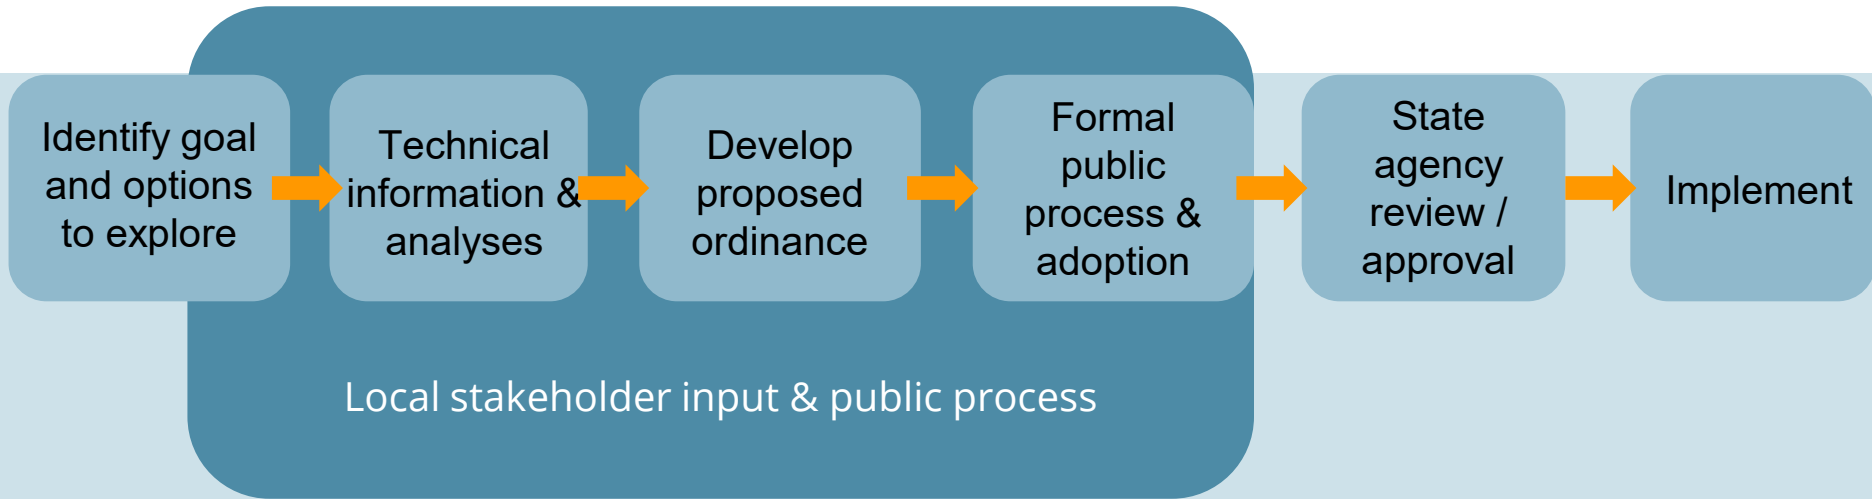 Identify goal
and options
to explore
Technical
information &
analyses
Develop
proposed
ordinance
Formal
public
process &
adoption
State
agency
review /
approval
Implement
Local stakeholder input & public process